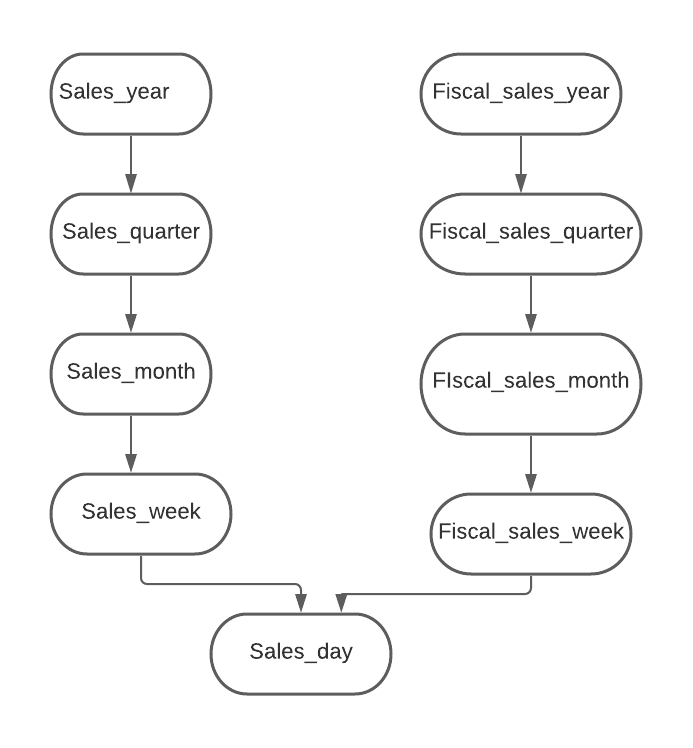 Sales_year
Fiscal_sales_year
Sales_quarter
Fiscal_sales_quarter
Sales_month
FIscal_sales_month
Sales_week
Fiscal_sales_week
Sales_day